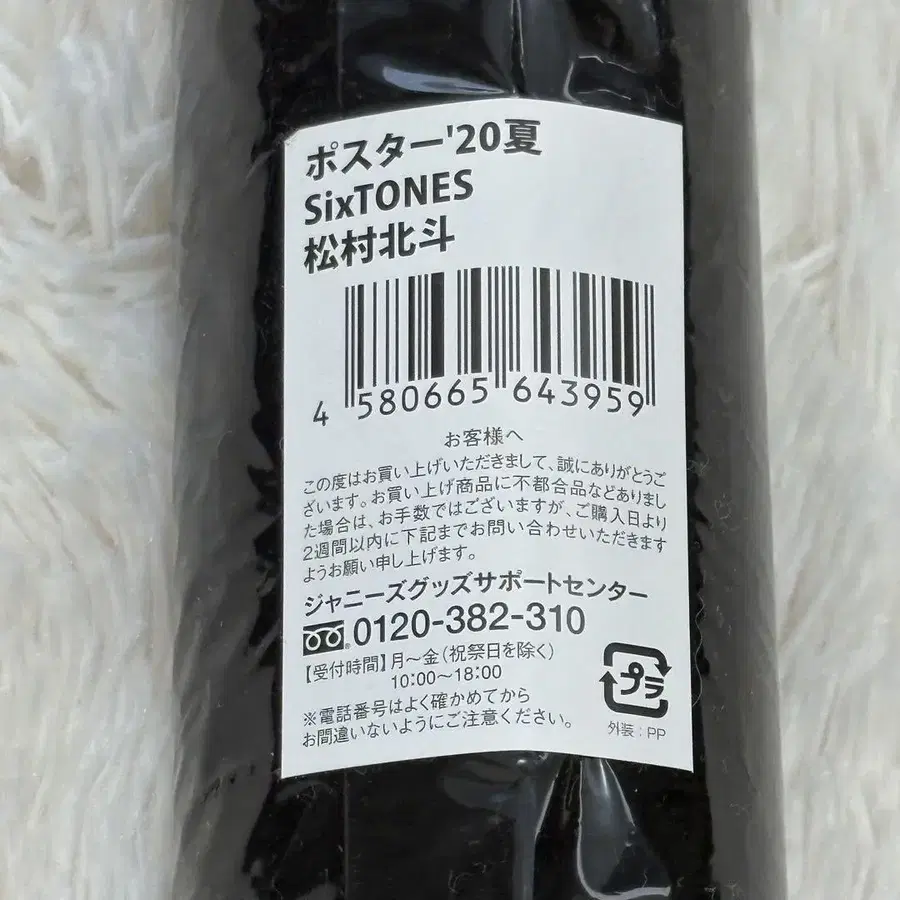 ポスター'20夏
SixTONES
松村北斗
4 580665 643959
お客様へ
この度はお買い上げいただきまして、誠にありがとうご
ざいます。お買い上げ商品に不都合品などありまし
た場合は、お手数ではございますが、ご購入日より
2週間以内に下記までお問い合わせいただきます
ようお願い申し上げます。
ジャニーズグッズサポートセンター
0120-382-310
【受付時間】月〜金(祝祭日を除く)
10:00〜18:00
※電話番号はよく確かめてから
お間違いないようにご注意ください。
プラ
外装:PP